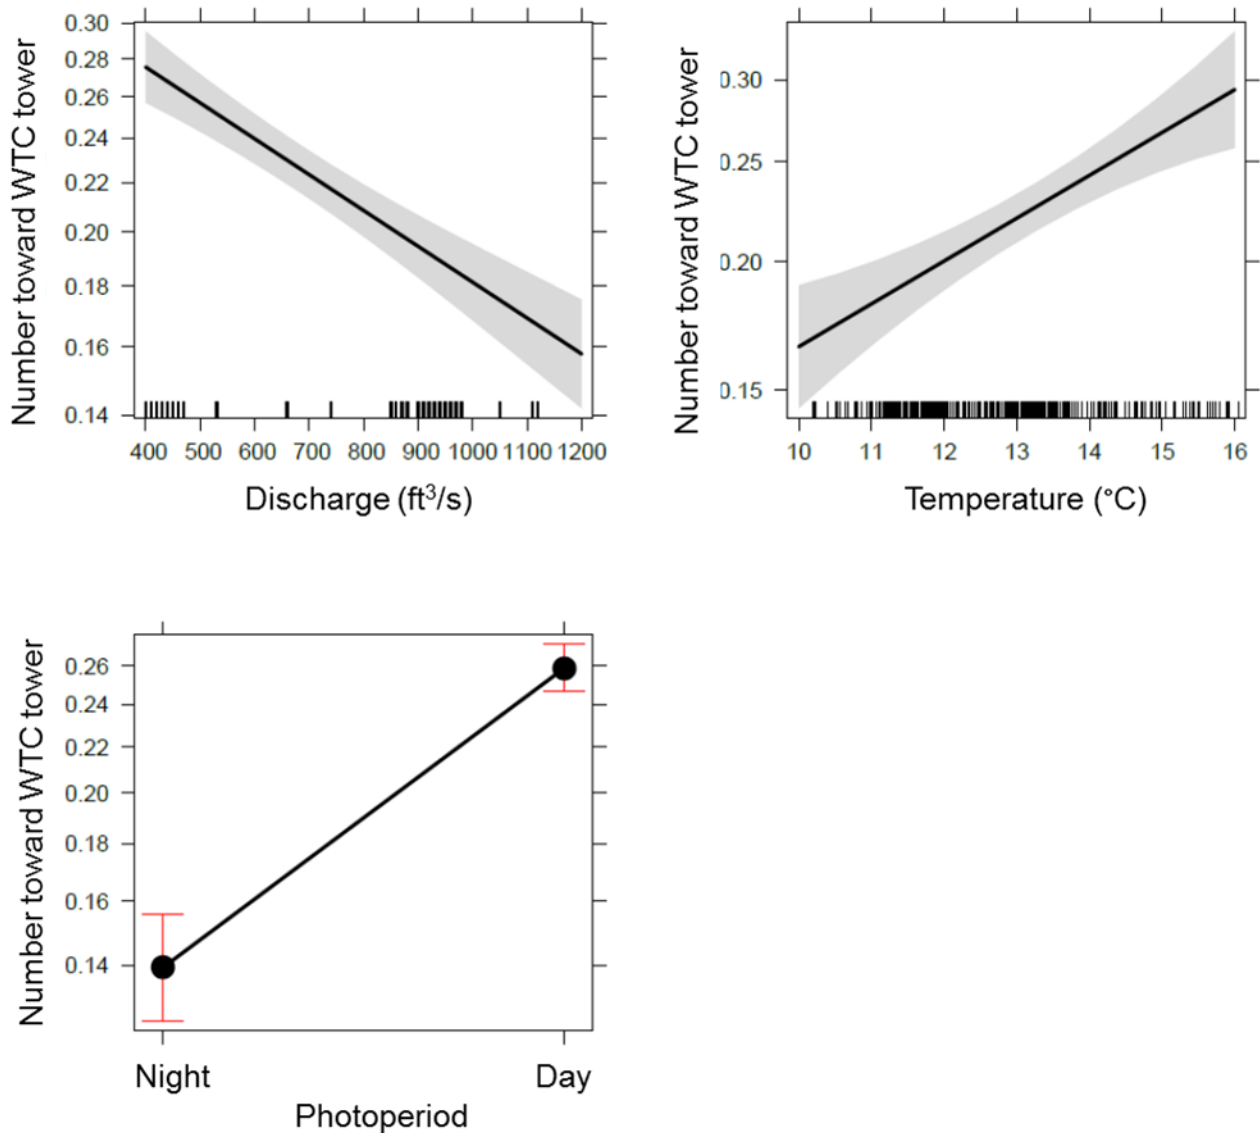 Number toward WTC tower
0.30
0.28
0.26
0.24
0.22
0.20
0.18
0.16
0.14
400 500 600 700 800 900 1000 1100 1200
Discharge (ft³/s)
Number toward WTC tower
0.30
0.25
0.20
0.15
10 11 12 13 14 15 16
Temperature (°C)
Number toward WTC tower
0.26
0.24
0.22
0.20
0.18
0.16
0.14
Night Day
Photoperiod